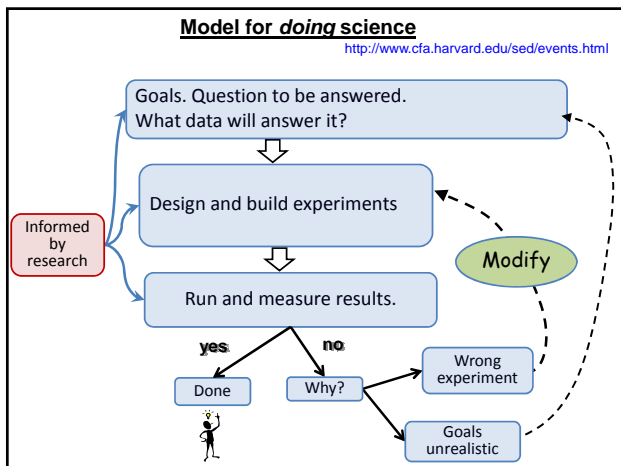 Model for doing science
http://www.cfa.harvard.edu/sed/events.html
Goals. Question to be answered.
What data will answer it?
Design and build experiments
Informed
by
research
Modify
Run and measure results.
yes
no
Wrong
experiment
Done
Why?
Goals
unrealistic